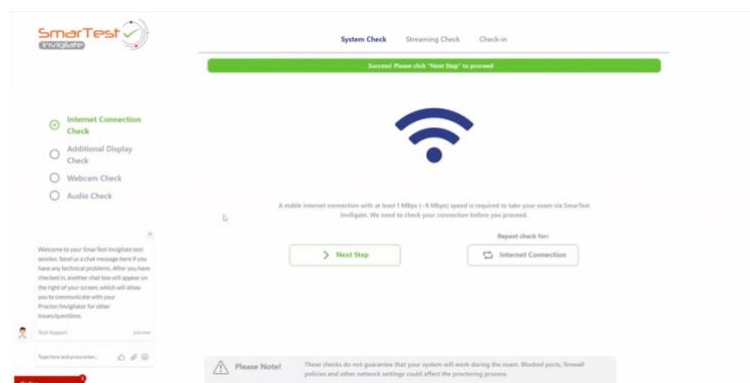 SmarTest
invigilate
System Check
Streaming Check
Check-in
Success! Please click "Next Step" to proceed
Internet Connection
Check
Additional Display
Check
Webcam Check
Audio Check
A stable internet connection with at least 1 MBps (~8 Mbps) speed is required to take your exam via SmarTest
Inviligate. We need to check your connection before you proceed.
Repeat check for:
Next Step
Internet Connection
Welcome to your SmarTest Invigilate test
session. Send us a chat message here if you
have any technical problems. After you have
checked in, another chat box will appear on
the right of your screen, which will allow
you to communicate with your
Proctor/Invigilator for other
issues/questions.
Tech Support
just now
Type here and press enter..
Please Note!
These checks do not guarantee that your system will work during the exam. Blocked ports, firewall
policies and other network settings could affect the proctoring process.